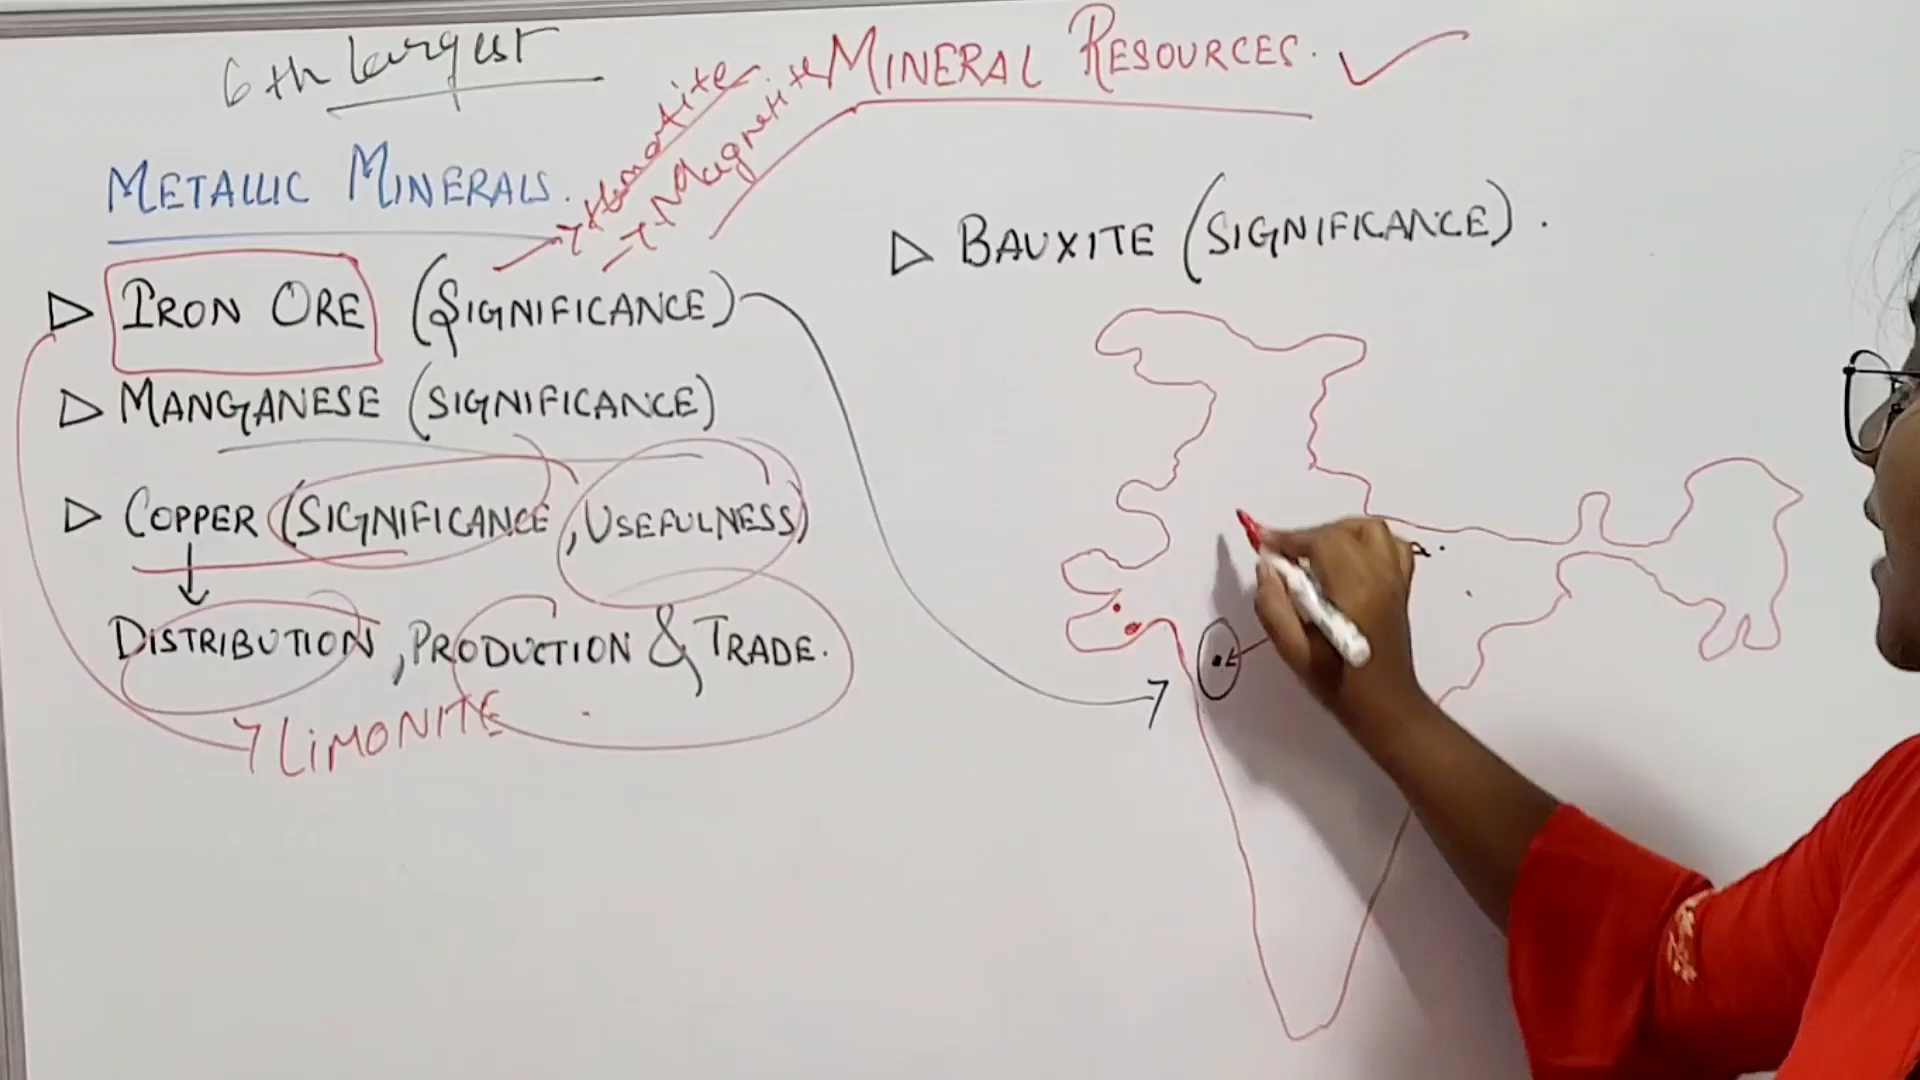 6th largest
MINERAL RESOURCES.
Hematite
Magnetite
METALLIC MINERALS.
IRON ORE (SIGNIFICANCE)
MANGANESE (SIGNIFICANCE)
COPPER (SIGNIFICANCE, USEFULNESS)
DISTRIBUTION, PRODUCTION & TRADE.
LIMONITE
BAUXITE (SIGNIFICANCE).